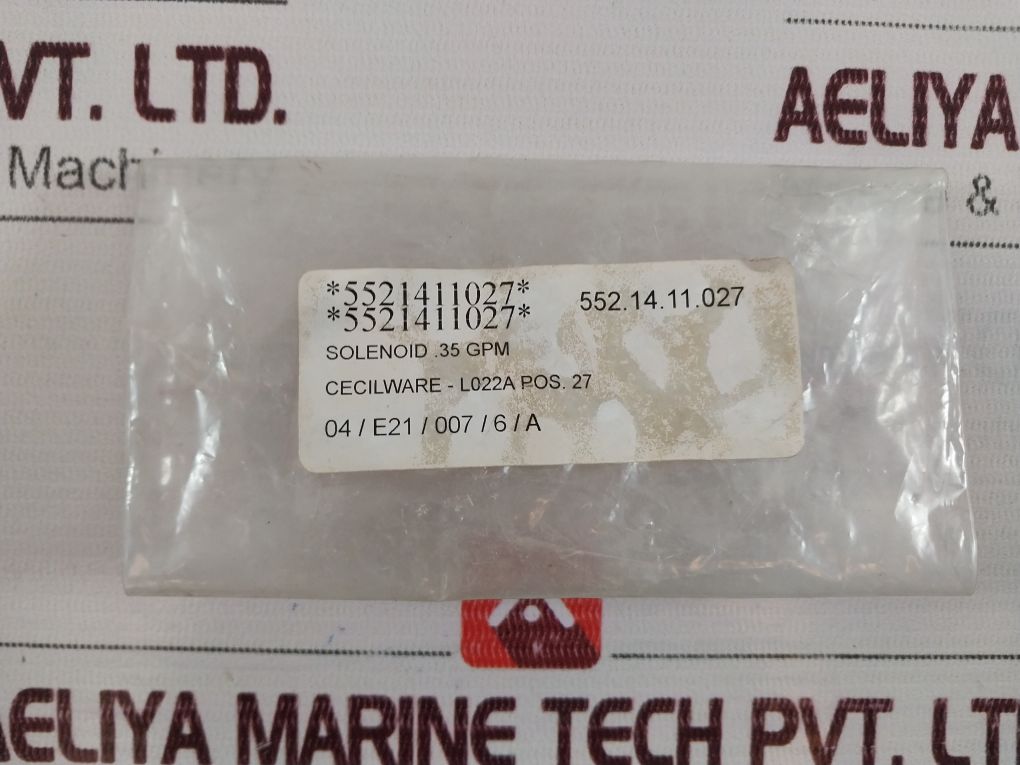 VT. LTD.
AELIYA
Machinery
&
*5521411027*
552.14.11.027
*5521411027*
SOLENOID .35 GPM
CECILWARE - L022A POS. 27
04 / E21 / 007 / 6 / A
AELIYA MARINE TECH PVT. LT